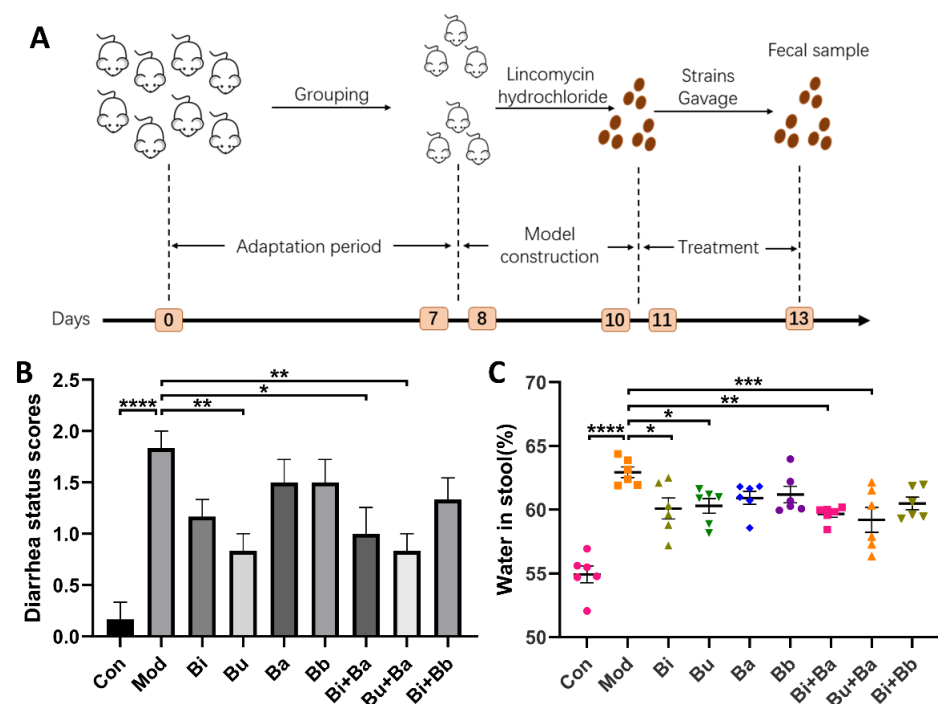 A
Fecal sample
Grouping
Lincomycin
hydrochloride
Strains
Gavage
Adaptation period
Model
construction
Treatment
Days
0
7
8
10
11
13
B
Diarrhea status scores
2.5
2.0
1.5
1.0
0.5
0.0
**
*
**** **
Con Mod Bi Bu Ba Bb Bi+Ba Bu+Ba Bi+Bb
C
Water in stool(%)
70
65
60
55
50
***
**
*
**** *
Con Mod Bi Bu Ba Bb Bi+Ba Bu+Ba Bi+Bb